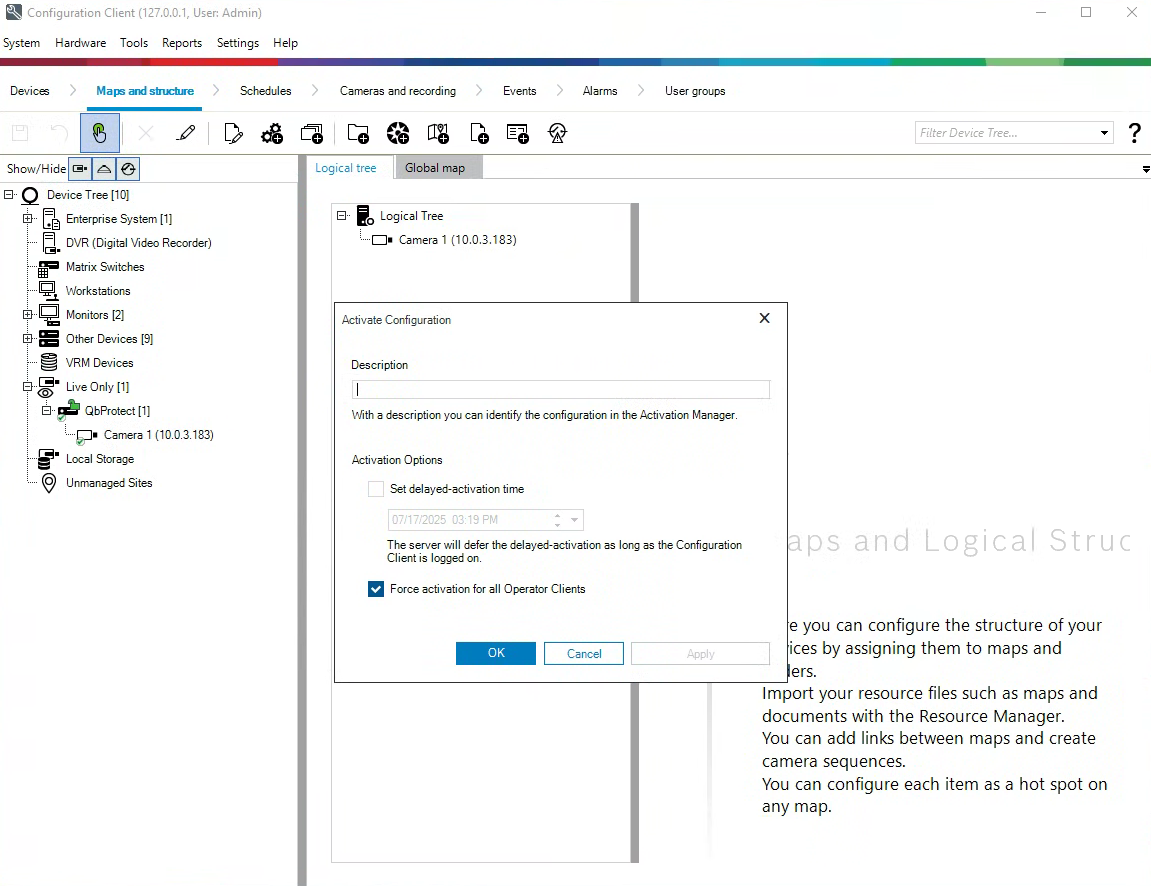 Configuration Client (127.0.0.1, User: Admin)
System Hardware Tools Reports Settings Help
Devices Maps and structure Schedules Cameras and recording Events Alarms User groups
Filter Device Tree... ?
Show/Hide
Device Tree [10]
Enterprise System [1]
DVR (Digital Video Recorder)
Matrix Switches
Workstations
Monitors [2]
Other Devices [9]
VRM Devices
Live Only [1]
QbProtect [1]
Camera 1 (10.0.3.183)
Local Storage
Unmanaged Sites
Logical tree Global map
Logical Tree
Camera 1 (10.0.3.183)
Activate Configuration
Description
With a description you can identify the configuration in the Activation Manager.
Activation Options
Set delayed-activation time
07/17/2025 03:19 PM
The server will defer the delayed-activation as long as the Configuration
Client is logged on.
Force activation for all Operator Clients
OK Cancel Apply
aps and Logical Struc
e you can configure the structure of your
ices by assigning them to maps and
ers.
Import your resource files such as maps and
documents with the Resource Manager.
You can add links between maps and create
camera sequences.
You can configure each item as a hot spot on
any map.